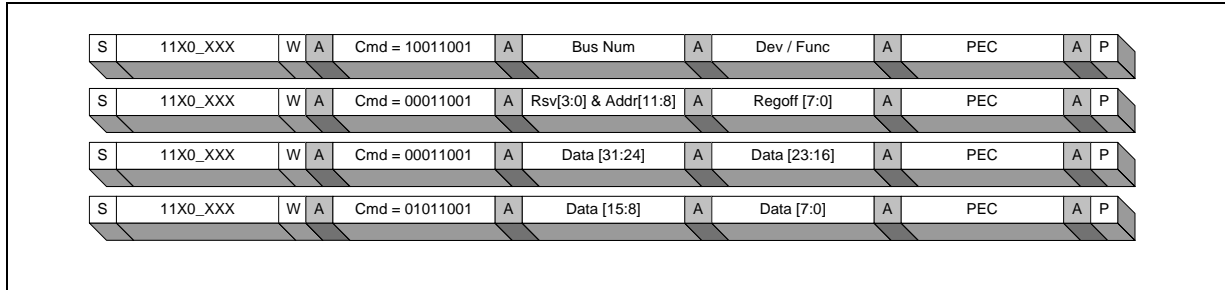 S 11X0_XXX W A Cmd = 10011001 A Bus Num A Dev / Func A PEC A P
S 11X0_XXX W A Cmd = 00011001 A Rsv[3:0] & Addr[11:8] A Regoff [7:0] A PEC A P
S 11X0_XXX W A Cmd = 00011001 A Data [31:24] A Data [23:16] A PEC A P
S 11X0_XXX W A Cmd = 01011001 A Data [15:8] A Data [7:0] A PEC A P